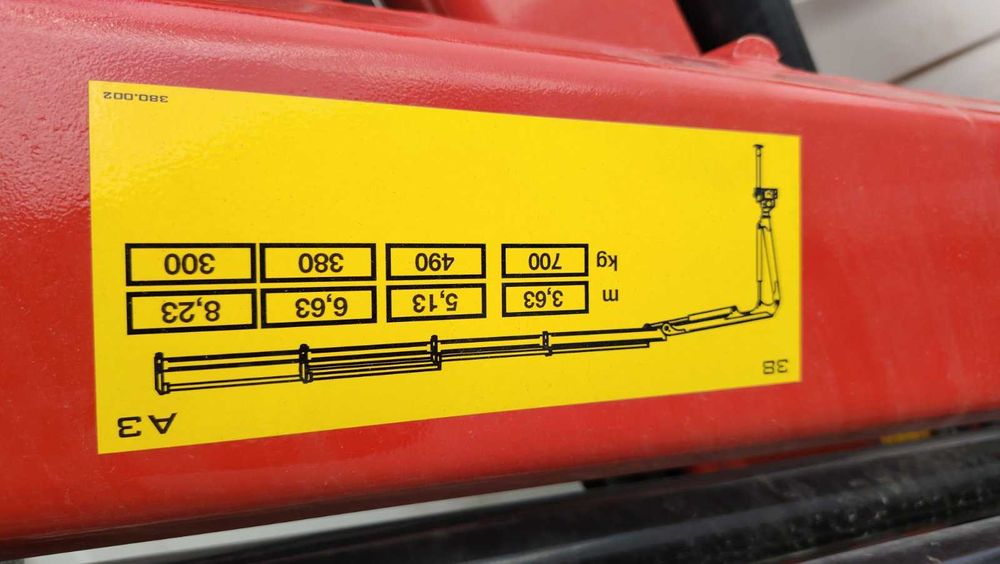 38 A3
m 3,63 5,13 6,63 8,23
kg 700 490 380 300
380.002